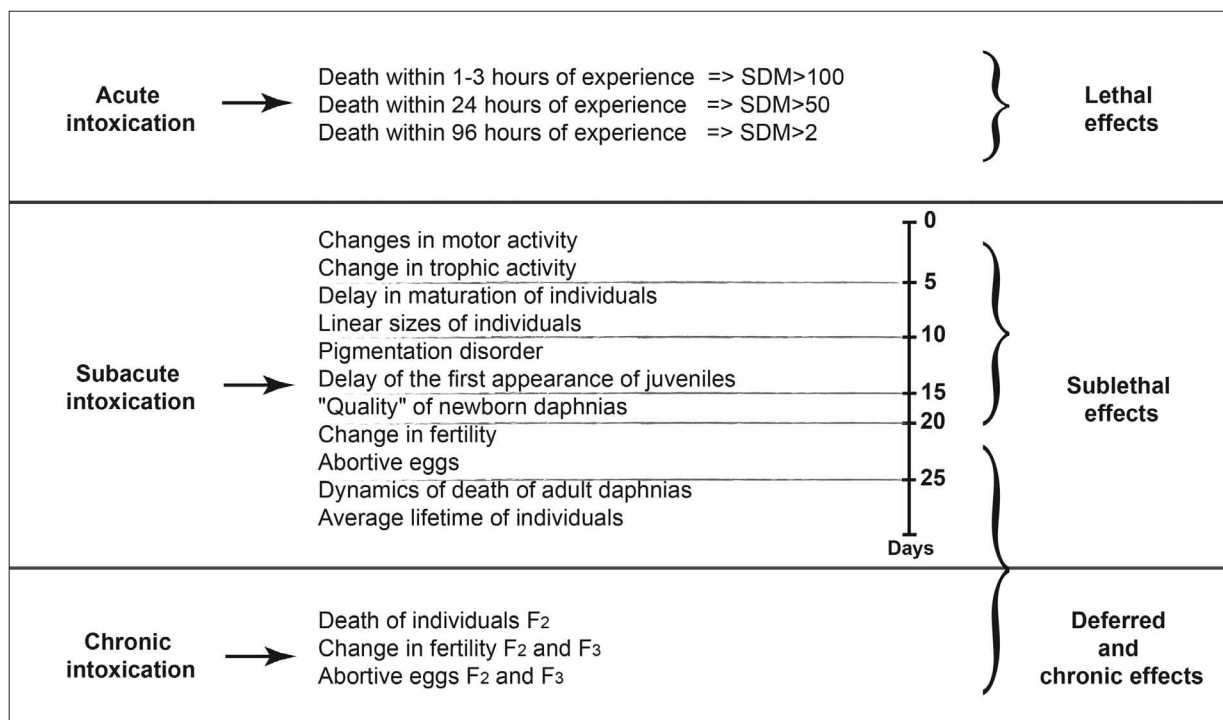 Acute
intoxication
Death within 1-3 hours of experience => SDM>100
Death within 24 hours of experience => SDM>50
Death within 96 hours of experience => SDM>2
Lethal
effects
Subacute
intoxication
Changes in motor activity
Change in trophic activity
Delay in maturation of individuals
Linear sizes of individuals
Pigmentation disorder
Delay of the first appearance of juveniles
"Quality" of newborn daphnias
Change in fertility
Abortive eggs
Dynamics of death of adult daphnias
Average lifetime of individuals
0
5
10
15
20
25
Days
Sublethal
effects
Chronic
intoxication
Death of individuals F2
Change in fertility F2 and F3
Abortive eggs F2 and F3
Deferred
and
chronic effects